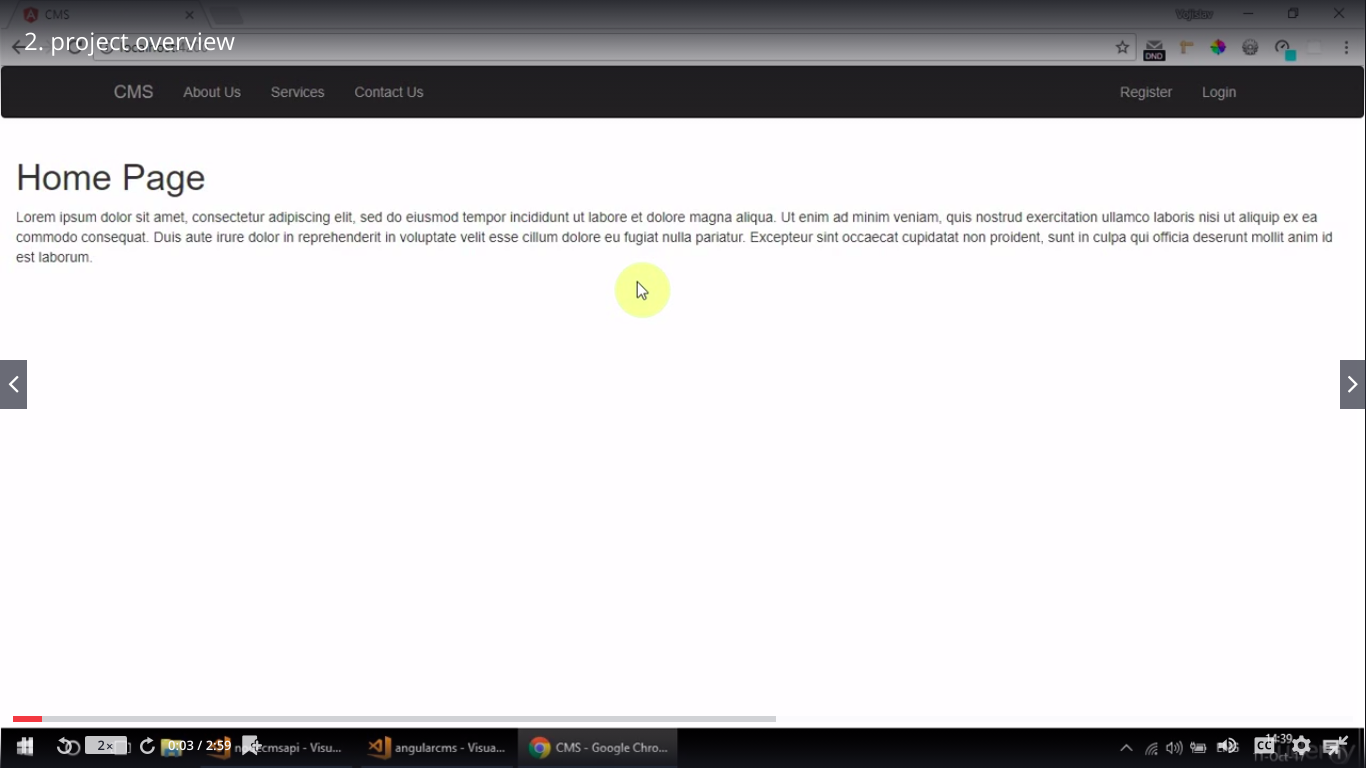 CMS
Vojislav
2. project overview
DND
CMS About Us Services Contact Us Register Login
Home Page
Lorem ipsum dolor sit amet, consectetur adipiscing elit, sed do eiusmod tempor incididunt ut labore et dolore magna aliqua. Ut enim ad minim veniam, quis nostrud exercitation ullamco laboris nisi ut aliquip ex ea
commodo consequat. Duis aute irure dolor in reprehenderit in voluptate velit esse cillum dolore eu fugiat nulla pariatur. Excepteur sint occaecat cupidatat non proident, sunt in culpa qui officia deserunt mollit anim id
est laborum.
2× 0:03 / 2:59 cmsapi - Visu... angularcms - Visua... CMS - Google Chro... CC 14:39